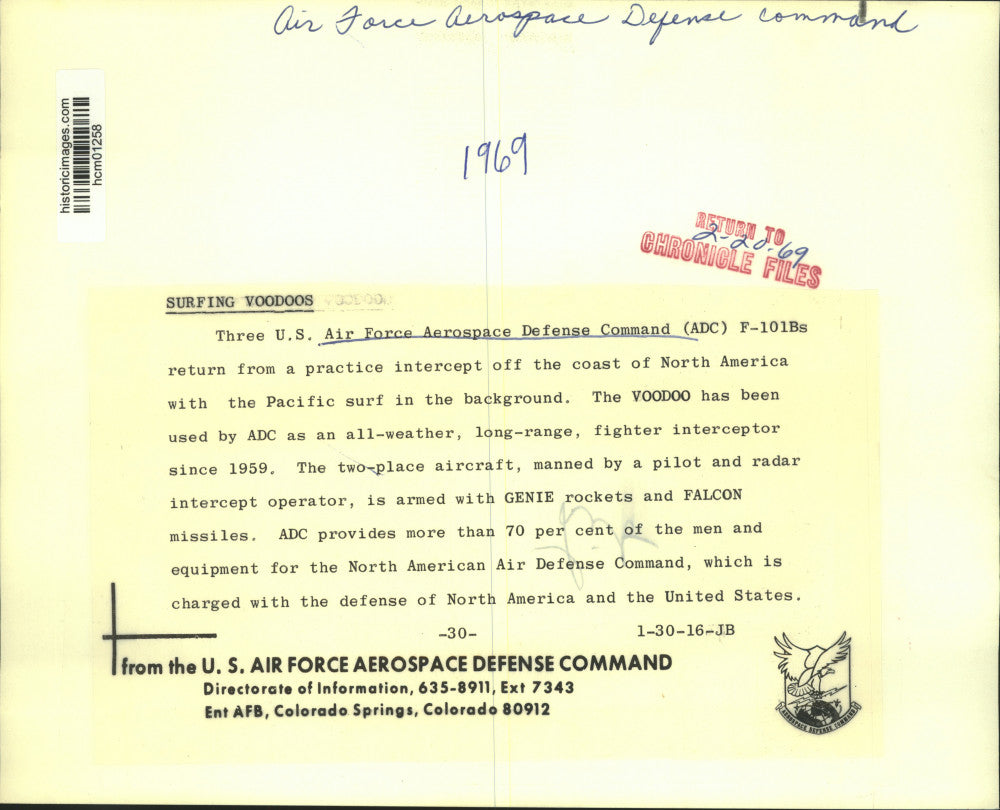 Air Force Aerospace Defense Command
historicimages.com
hcm01258
1969
RETURN TO
2-20-69
CHRONICLE FILES
SURFING VOODOOS
Three U.S. Air Force Aerospace Defense Command (ADC) F-101Bs
return from a practice intercept off the coast of North America
with the Pacific surf in the background. The VOODOO has been
used by ADC as an all-weather, long-range, fighter interceptor
since 1959. The two-place aircraft, manned by a pilot and radar
intercept operator, is armed with GENIE rockets and FALCON
missiles. ADC provides more than 70 per cent of the men and
equipment for the North American Air Defense Command, which is
charged with the defense of North America and the United States.
-30-
1-30-16-JB
from the U. S. AIR FORCE AEROSPACE DEFENSE COMMAND
Directorate of Information, 635-8911, Ext 7343
Ent AFB, Colorado Springs, Colorado 80912
AEROSPACE DEFENSE COMMAND